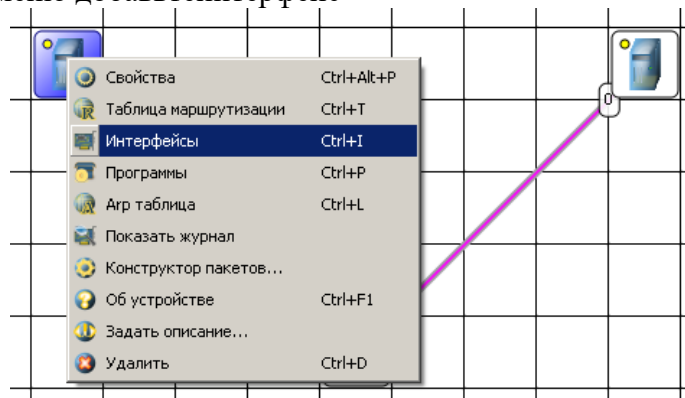 Свойства Ctrl+Alt+P
Таблица маршрутизации Ctrl+T
Интерфейсы Ctrl+I
Программы Ctrl+P
Arp таблица Ctrl+L
Показать журнал
Конструктор пакетов...
Об устройстве Ctrl+F1
Задать описание...
Удалить Ctrl+D
0